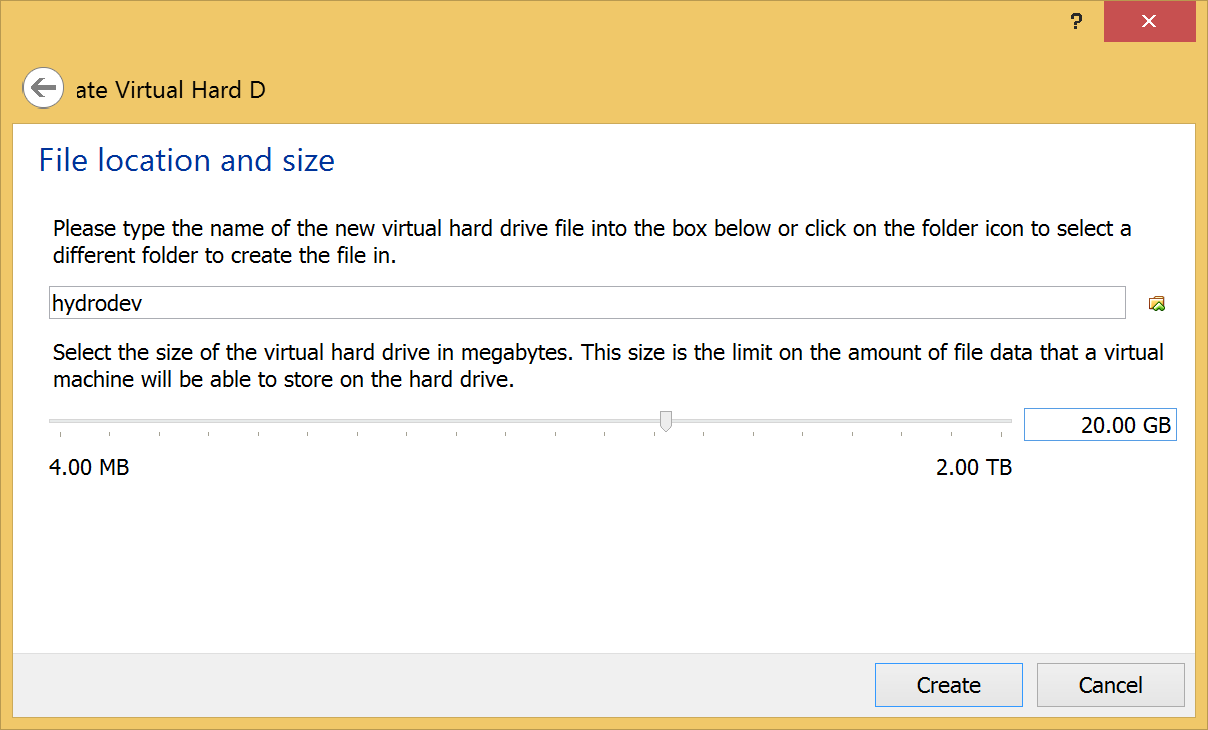 ?
ate Virtual Hard D
File location and size
Please type the name of the new virtual hard drive file into the box below or click on the folder icon to select a
different folder to create the file in.
hydrodev
Select the size of the virtual hard drive in megabytes. This size is the limit on the amount of file data that a virtual
machine will be able to store on the hard drive.
20.00 GB
4.00 MB
2.00 TB
Create
Cancel